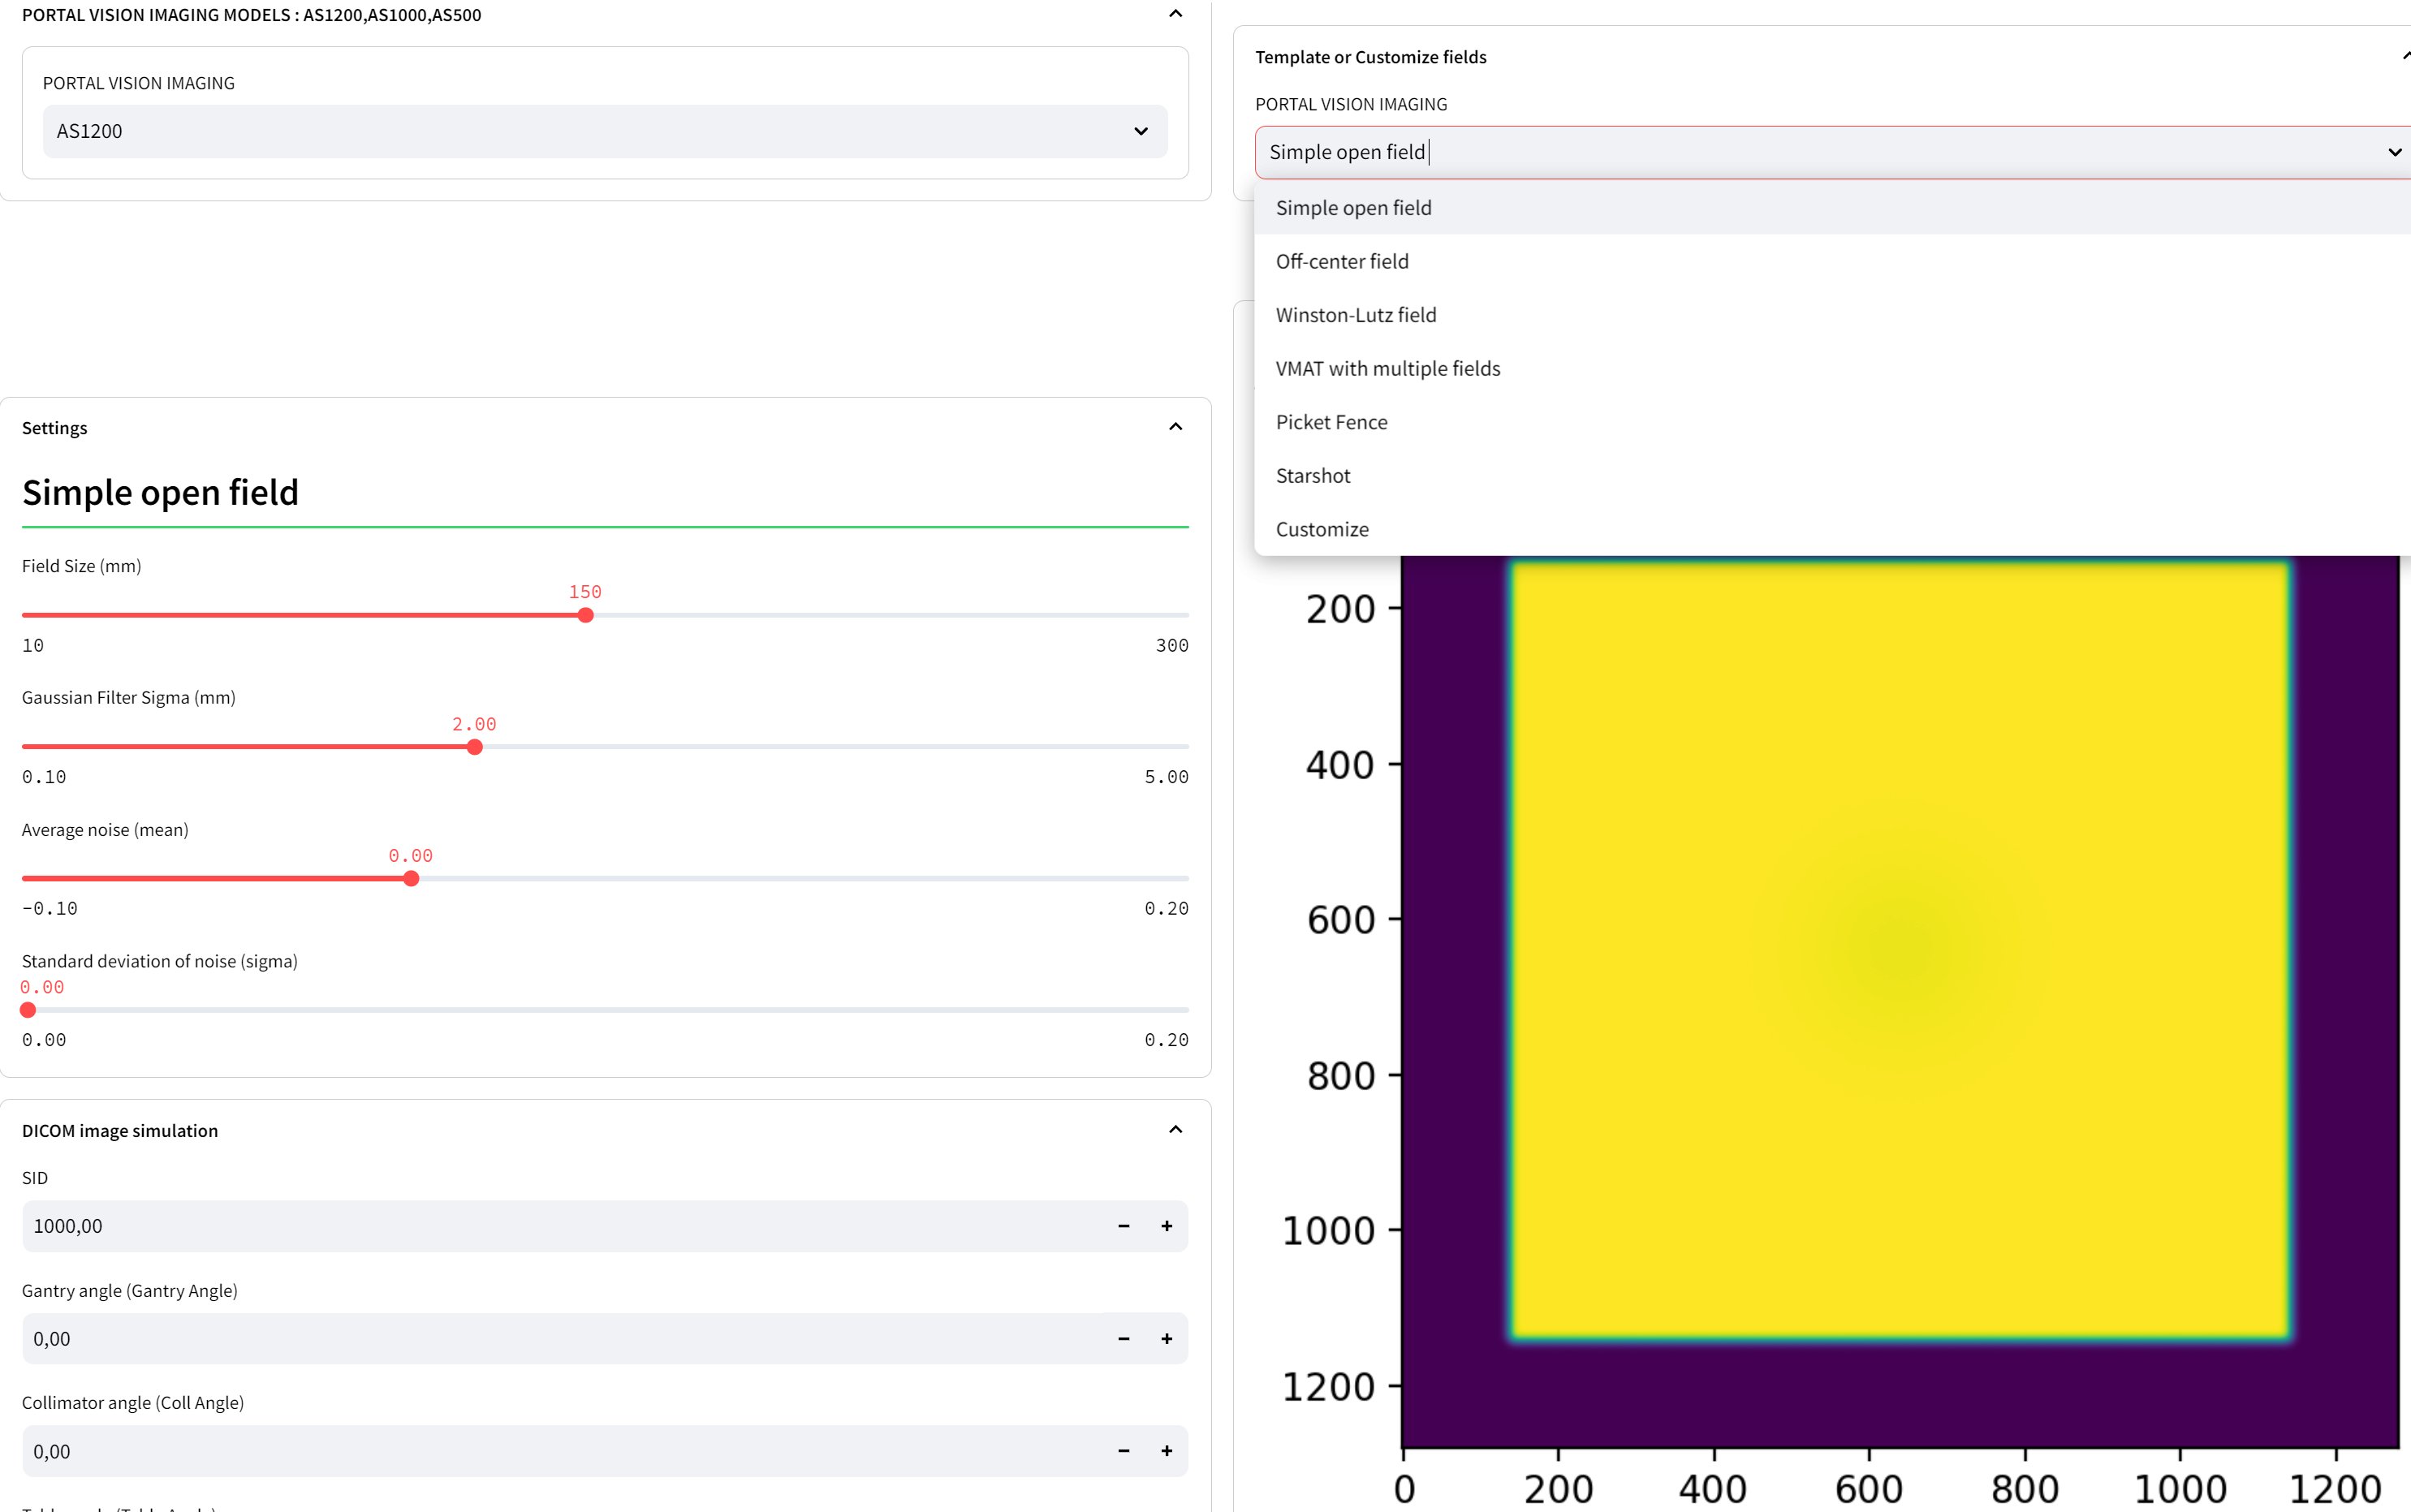 PORTAL VISION IMAGING MODELS : AS1200,AS1000,AS500
PORTAL VISION IMAGING
AS1200
Template or Customize fields
PORTAL VISION IMAGING
Simple open field
Simple open field
Off-center field
Winston-Lutz field
VMAT with multiple fields
Picket Fence
Starshot
Customize
Settings
Simple open field
Field Size (mm)
150
10 300
Gaussian Filter Sigma (mm)
2.00
0.10 5.00
Average noise (mean)
0.00
-0.10 0.20
Standard deviation of noise (sigma)
0.00
0.00 0.20
DICOM image simulation
SID
1000,00
Gantry angle (Gantry Angle)
0,00
Collimator angle (Coll Angle)
0,00
200
400
600
800
1000
1200
0 200 400 600 800 1000 1200